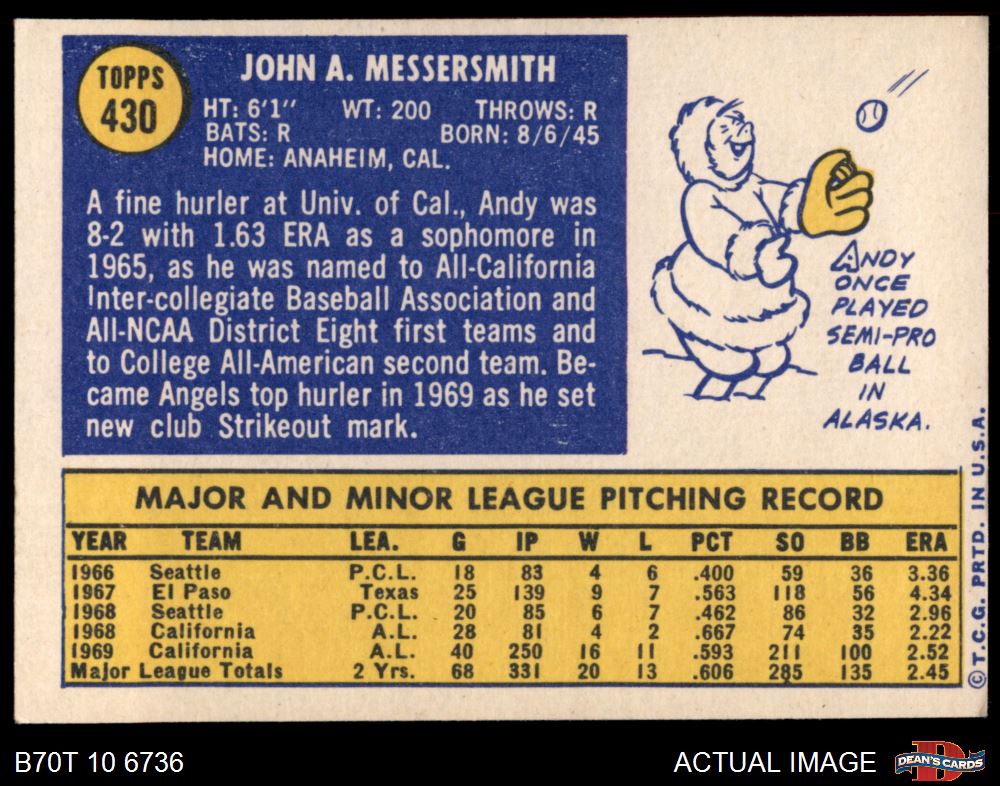 TOPPS
430
JOHN A. MESSERSMITH
HT: 6'1" WT: 200 THROWS: R
BATS: R BORN: 8/6/45
HOME: ANAHEIM, CAL.
A fine hurler at Univ. of Cal., Andy was
8-2 with 1.63 ERA as a sophomore in
1965, as he was named to All-California
Inter-collegiate Baseball Association and
All-NCAA District Eight first teams and
to College All-American second team. Be-
came Angels top hurler in 1969 as he set
new club Strikeout mark.
ANDY
ONCE
PLAYED
SEMI-PRO
BALL
IN
ALASKA.
MAJOR AND MINOR LEAGUE PITCHING RECORD
YEAR TEAM LEA. G IP W L PCT SO BB ERA
1966 Seattle P.C.L. 18 83 4 6 .400 59 36 3.36
1967 El Paso Texas 25 139 9 7 .563 118 56 4.34
1968 Seattle P.C.L. 20 85 6 7 .462 86 32 2.96
1968 California A.L. 28 81 4 2 .667 74 35 2.22
1969 California A.L. 40 250 16 11 .593 211 100 2.52
Major League Totals 2 Yrs. 68 331 20 13 .606 285 135 2.45
©T.C.G. PRTD. IN U.S.A.
B70T 10 6736
ACTUAL IMAGE
DEAN'S CARDS